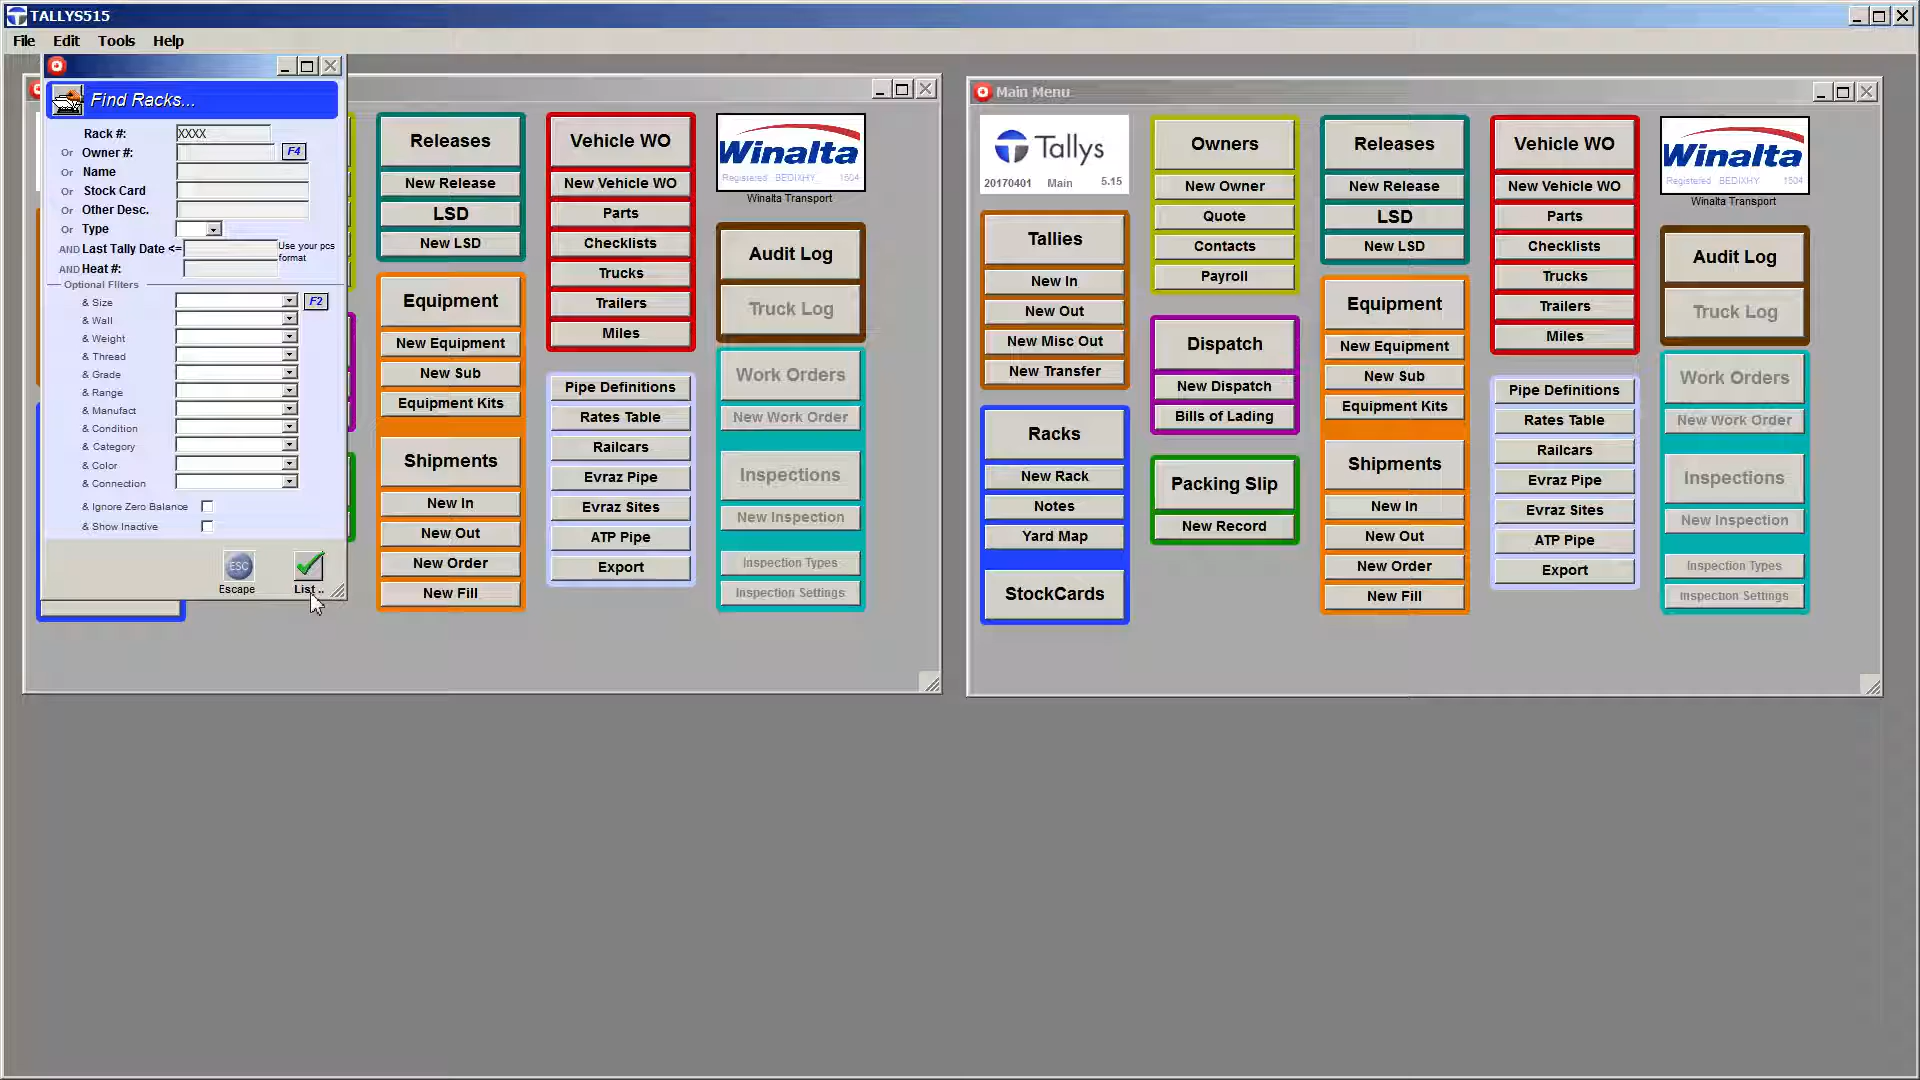 TALLYS515
File Edit Tools Help
Find Racks...
Rack #: XXXX
Or Owner #: F4
Or Name
Or Stock Card
Or Other Desc.
Or Type
AND Last Tally Date <= Use your pcs format
AND Heat #:
Optional Filters
& Size F2
& Wall
& Weight
& Thread
& Grade
& Range
& Manufact
& Condition
& Category
& Color
& Connection
& Ignore Zero Balance
& Show Inactive
ESC
Escape
List ..
Releases
New Release
LSD
New LSD
Equipment
New Equipment
New Sub
Equipment Kits
Shipments
New In
New Out
New Order
New Fill
Vehicle WO
New Vehicle WO
Parts
Checklists
Trucks
Trailers
Miles
Pipe Definitions
Rates Table
Railcars
Evraz Pipe
Evraz Sites
ATP Pipe
Export
Winalta
Registered BEDIXHY_ 1504
Winalta Transport
Audit Log
Truck Log
Work Orders
New Work Order
Inspections
New Inspection
Inspection Types
Inspection Settings
Main Menu
Tallys
20170401 Main 5.15
Tallies
New In
New Out
New Misc Out
New Transfer
Racks
New Rack
Notes
Yard Map
StockCards
Owners
New Owner
Quote
Contacts
Payroll
Dispatch
New Dispatch
Bills of Lading
Packing Slip
New Record
Releases
New Release
LSD
New LSD
Equipment
New Equipment
New Sub
Equipment Kits
Shipments
New In
New Out
New Order
New Fill
Vehicle WO
New Vehicle WO
Parts
Checklists
Trucks
Trailers
Miles
Pipe Definitions
Rates Table
Railcars
Evraz Pipe
Evraz Sites
ATP Pipe
Export
Winalta
Registered BEDIXHY_ 1504
Winalta Transport
Audit Log
Truck Log
Work Orders
New Work Order
Inspections
New Inspection
Inspection Types
Inspection Settings